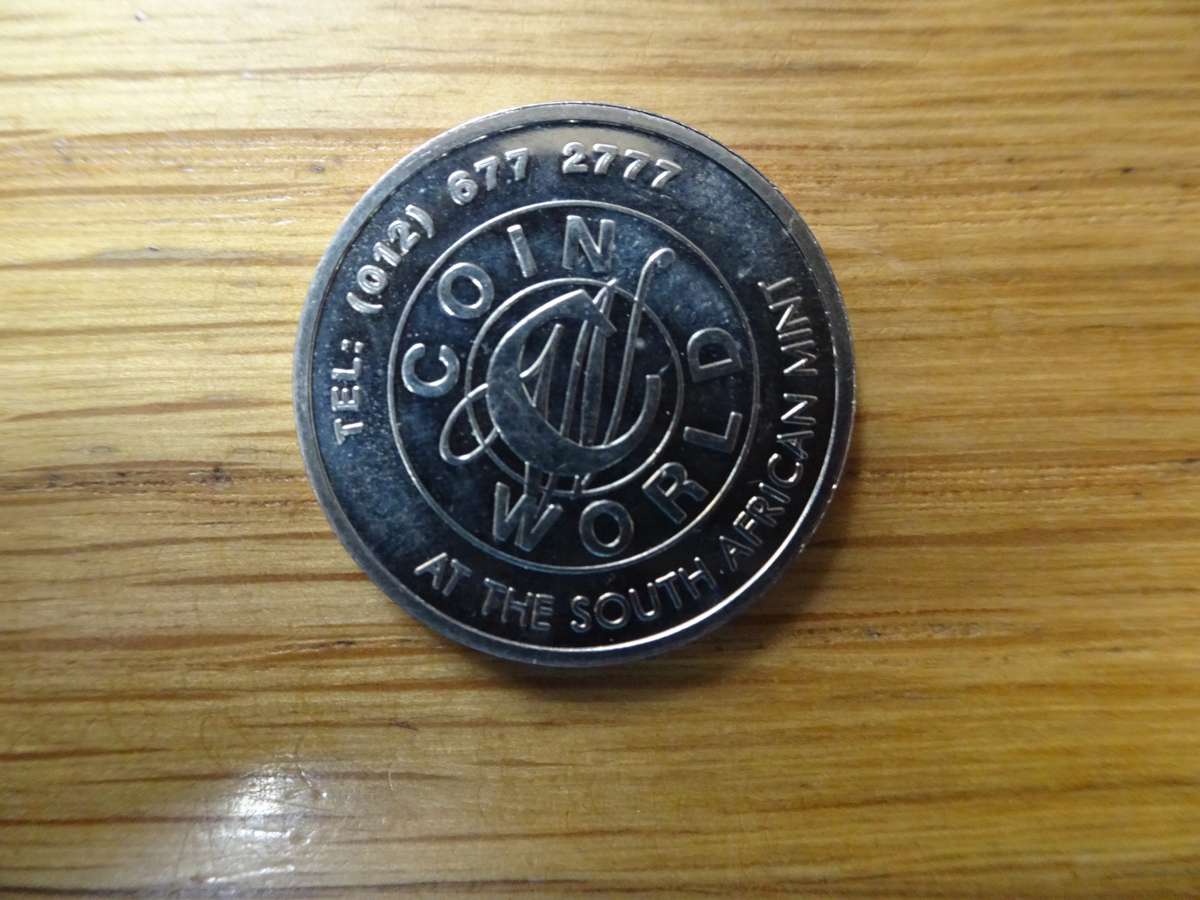 TEL: (012) 677 2777
COIN
WORLD
AT THE SOUTH AFRICAN MINT